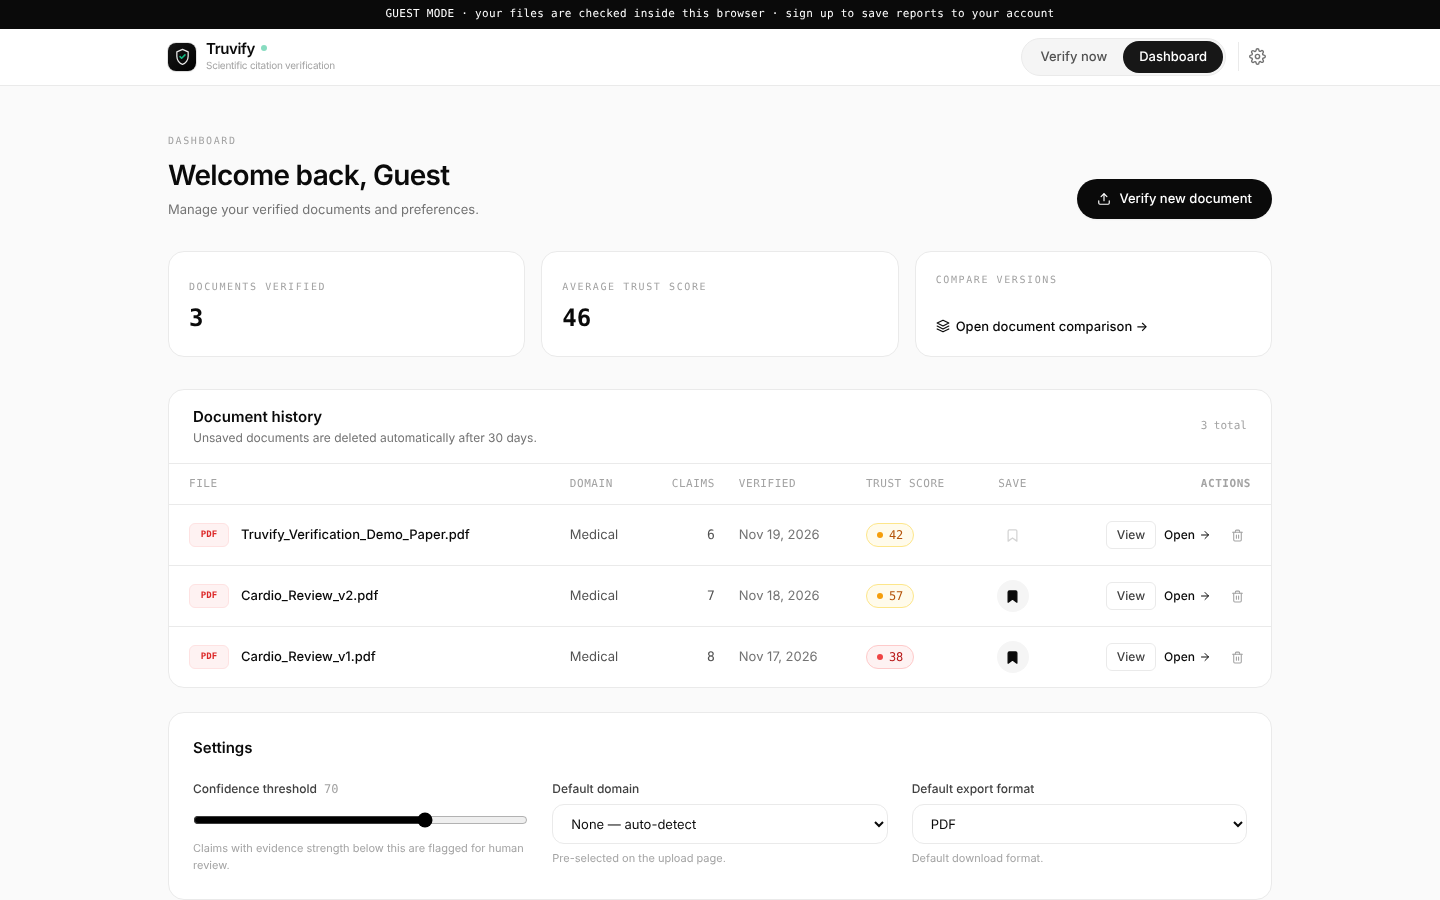 GUEST MODE · your files are checked inside this browser · sign up to save reports to your account
Truvify
Scientific citation verification
Verify now
Dashboard
DASHBOARD
Welcome back, Guest
Manage your verified documents and preferences.
Verify new document
DOCUMENTS VERIFIED
3
AVERAGE TRUST SCORE
46
COMPARE VERSIONS
Open document comparison →
Document history
Unsaved documents are deleted automatically after 30 days.
3 total
FILE DOMAIN CLAIMS VERIFIED TRUST SCORE SAVE ACTIONS
PDF Truvify_Verification_Demo_Paper.pdf Medical 6 Nov 19, 2026 42 View Open →
PDF Cardio_Review_v2.pdf Medical 7 Nov 18, 2026 57 View Open →
PDF Cardio_Review_v1.pdf Medical 8 Nov 17, 2026 38 View Open →
Settings
Confidence threshold 70
Claims with evidence strength below this are flagged for human
review.
Default domain
None — auto-detect
Pre-selected on the upload page.
Default export format
PDF
Default download format.